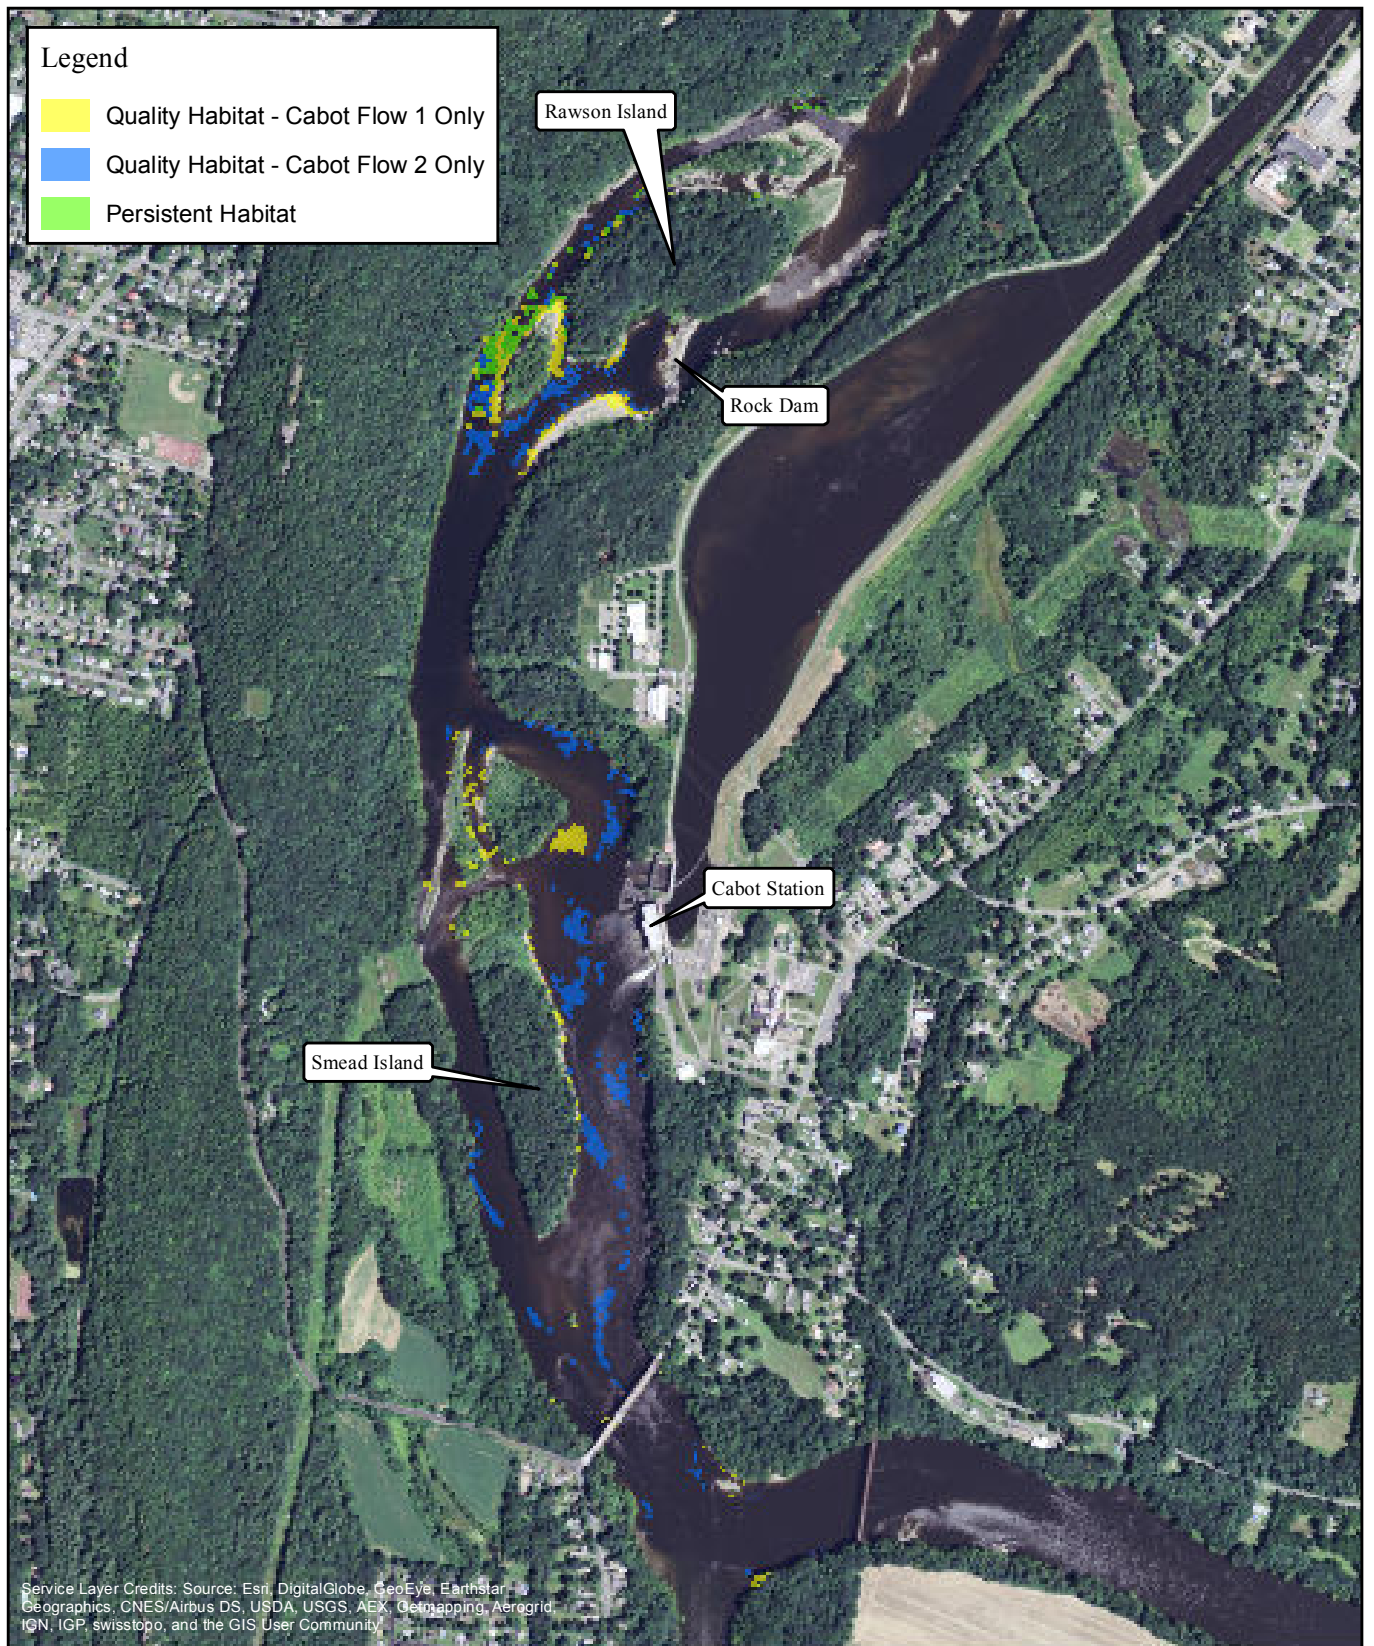 Legend
Quality Habitat - Cabot Flow 1 Only
Quality Habitat - Cabot Flow 2 Only
Persistent Habitat
Rawson Island
Rock Dam
Cabot Station
Smead Island
Service Layer Credits: Source: Esri, DigitalGlobe, GeoEye, Earthstar
Geographics, CNES/Airbus DS, USDA, USGS, AEX, Getmapping, Aerogrid,
IGN, IGP, swisstopo, and the GIS User Community